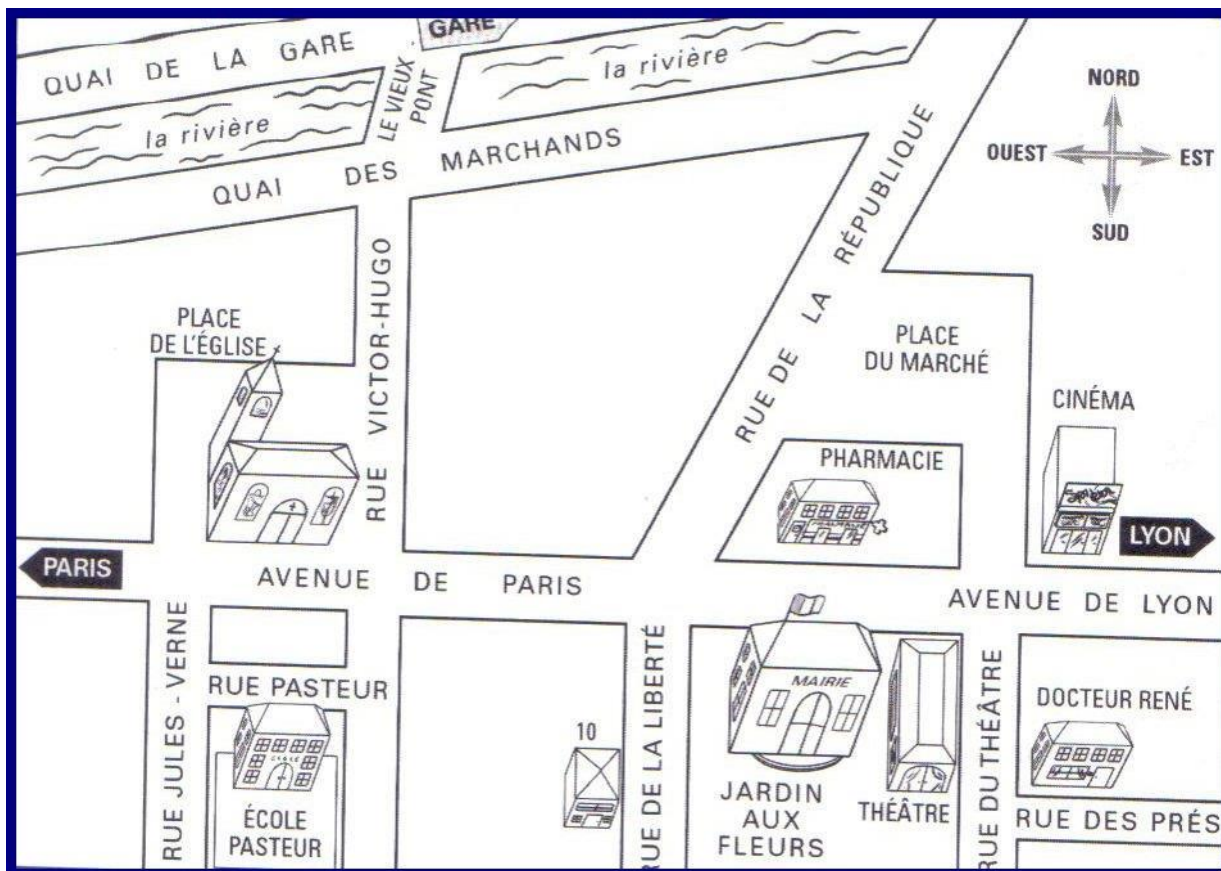 GARE
QUAI DE LA GARE
LE VIEUX
PONT
la rivière
la rivière
QUAI DES MARCHANDS
NORD
OUEST
EST
SUD
RUE DE LA RÉPUBLIQUE
PLACE
DE L'ÉGLISE
RUE VICTOR-HUGO
PLACE
DU MARCHÉ
CINÉMA
PHARMACIE
PHARMACIE
LYON
PARIS
AVENUE DE PARIS
AVENUE DE LYON
RUE JULES-VERNE
RUE PASTEUR
ÉCOLE
PASTEUR
10
RUE DE LA LIBERTÉ
MAIRIE
JARDIN
AUX
FLEURS
THÉÂTRE
RUE DU THÉÂTRE
DOCTEUR RENÉ
RUE DES PRÉS